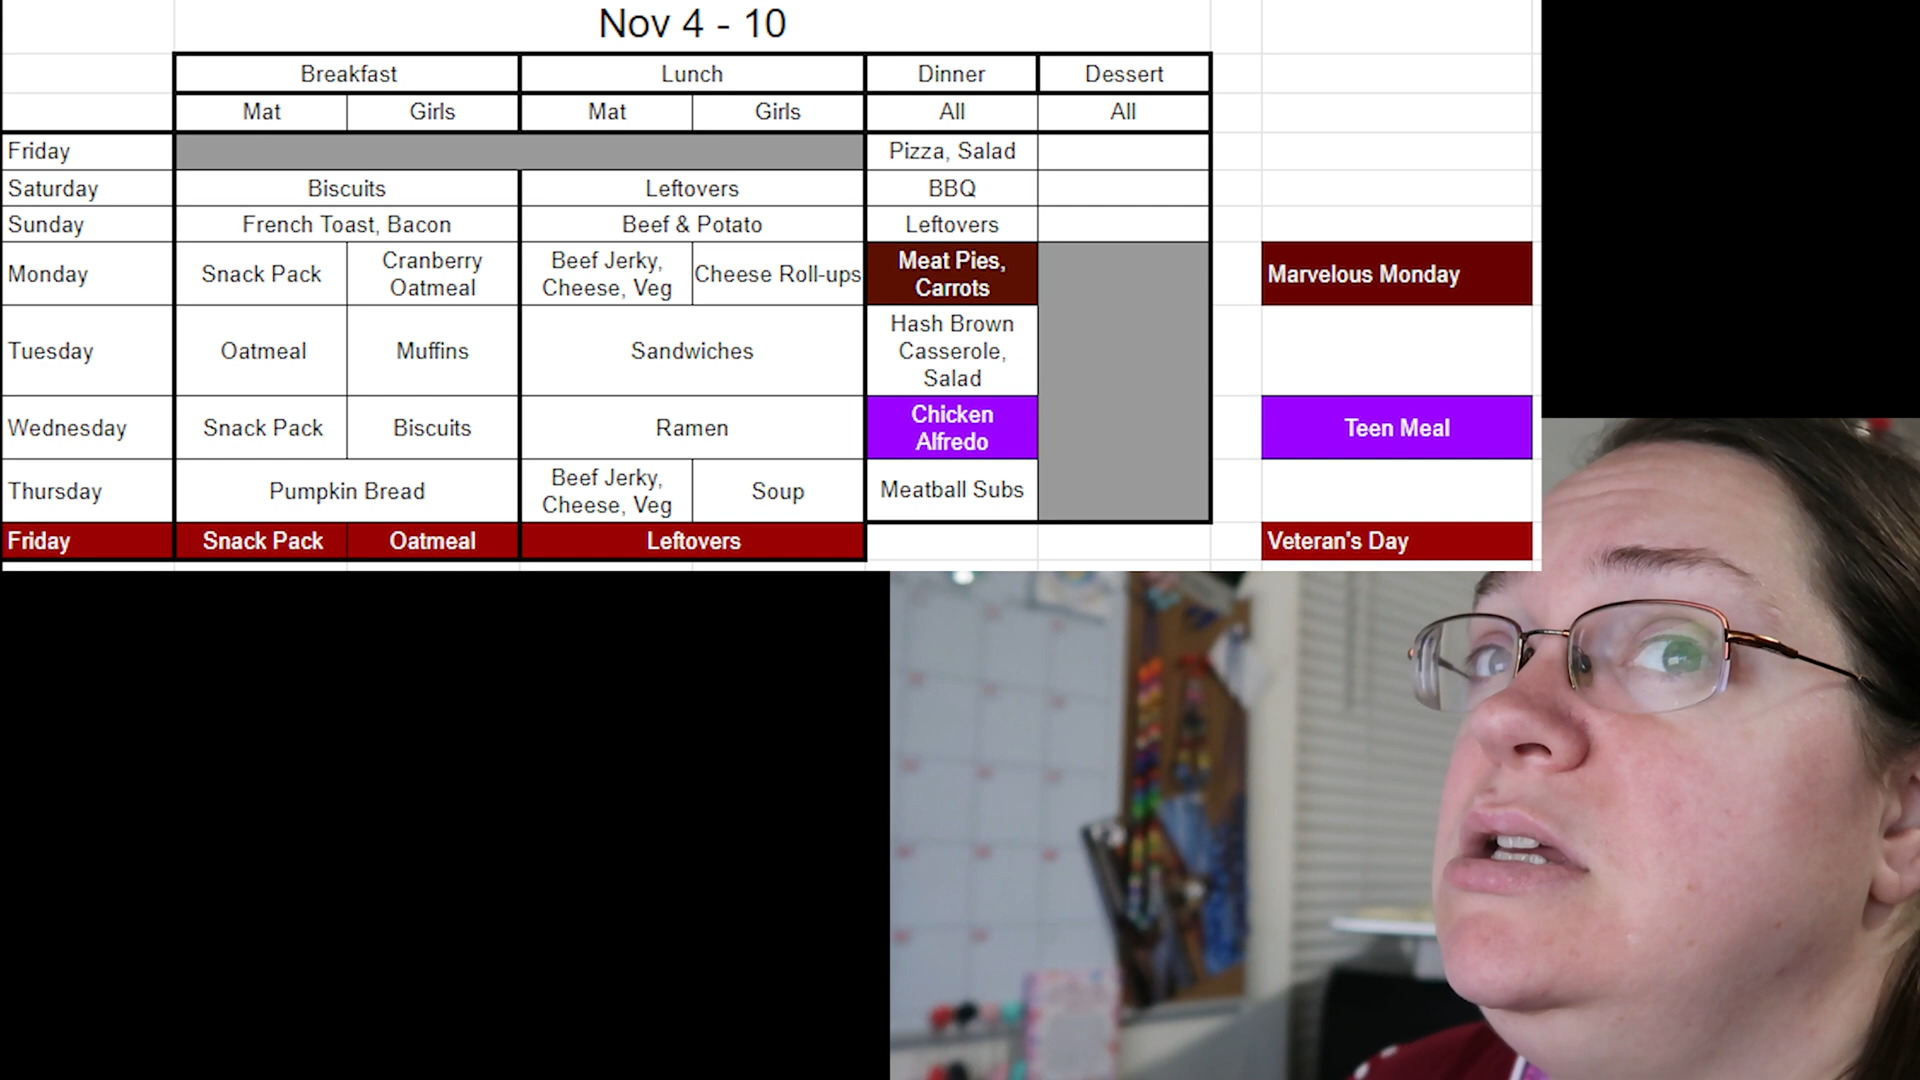 Nov 4 - 10
Breakfast Lunch Dinner Dessert
Mat Girls Mat Girls All All
Friday Pizza, Salad
Saturday Biscuits Leftovers BBQ
Sunday French Toast, Bacon Beef & Potato Leftovers
Monday Snack Pack Cranberry Oatmeal Beef Jerky, Cheese, Veg Cheese Roll-ups Meat Pies, Carrots Marvelous Monday
Tuesday Oatmeal Muffins Sandwiches Hash Brown Casserole, Salad
Wednesday Snack Pack Biscuits Ramen Chicken Alfredo Teen Meal
Thursday Pumpkin Bread Beef Jerky, Cheese, Veg Soup Meatball Subs
Friday Snack Pack Oatmeal Leftovers Veteran's Day